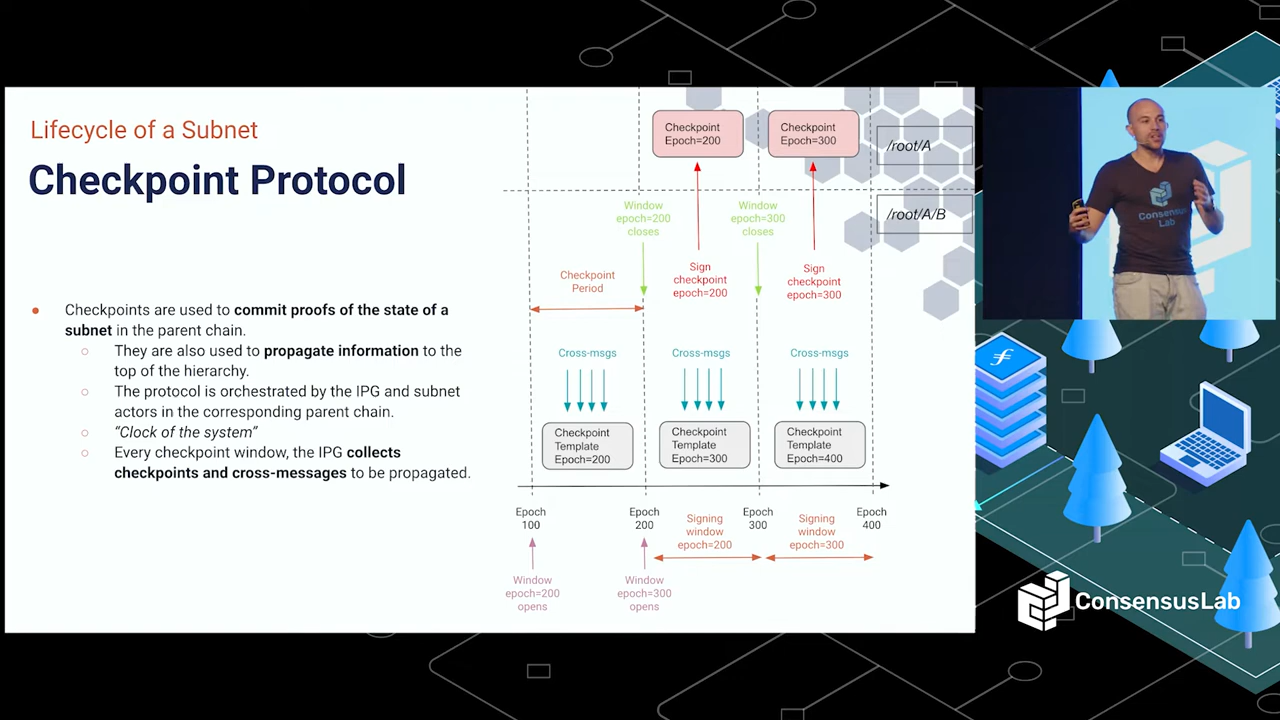 Lifecycle of a Subnet
Checkpoint Protocol
Checkpoints are used to commit proofs of the state of a
subnet in the parent chain.
They are also used to propagate information to the
top of the hierarchy.
The protocol is orchestrated by the IPG and subnet
actors in the corresponding parent chain.
“Clock of the system”
Every checkpoint window, the IPG collects
checkpoints and cross-messages to be propagated.
Checkpoint
Epoch=200
Checkpoint
Epoch=300
/root/A
/root/A/B
Window
epoch=200
closes
Window
epoch=300
closes
Checkpoint
Period
Sign
checkpoint
epoch=200
Sign
checkpoint
epoch=300
Cross-msgs
Cross-msgs
Cross-msgs
Checkpoint
Template
Epoch=200
Checkpoint
Template
Epoch=300
Checkpoint
Template
Epoch=400
Epoch
100
Epoch
200
Epoch
300
Epoch
400
Signing
window
epoch=200
Signing
window
epoch=300
Window
epoch=200
opens
Window
epoch=300
opens
Consensus
Lab
ConsensusLab